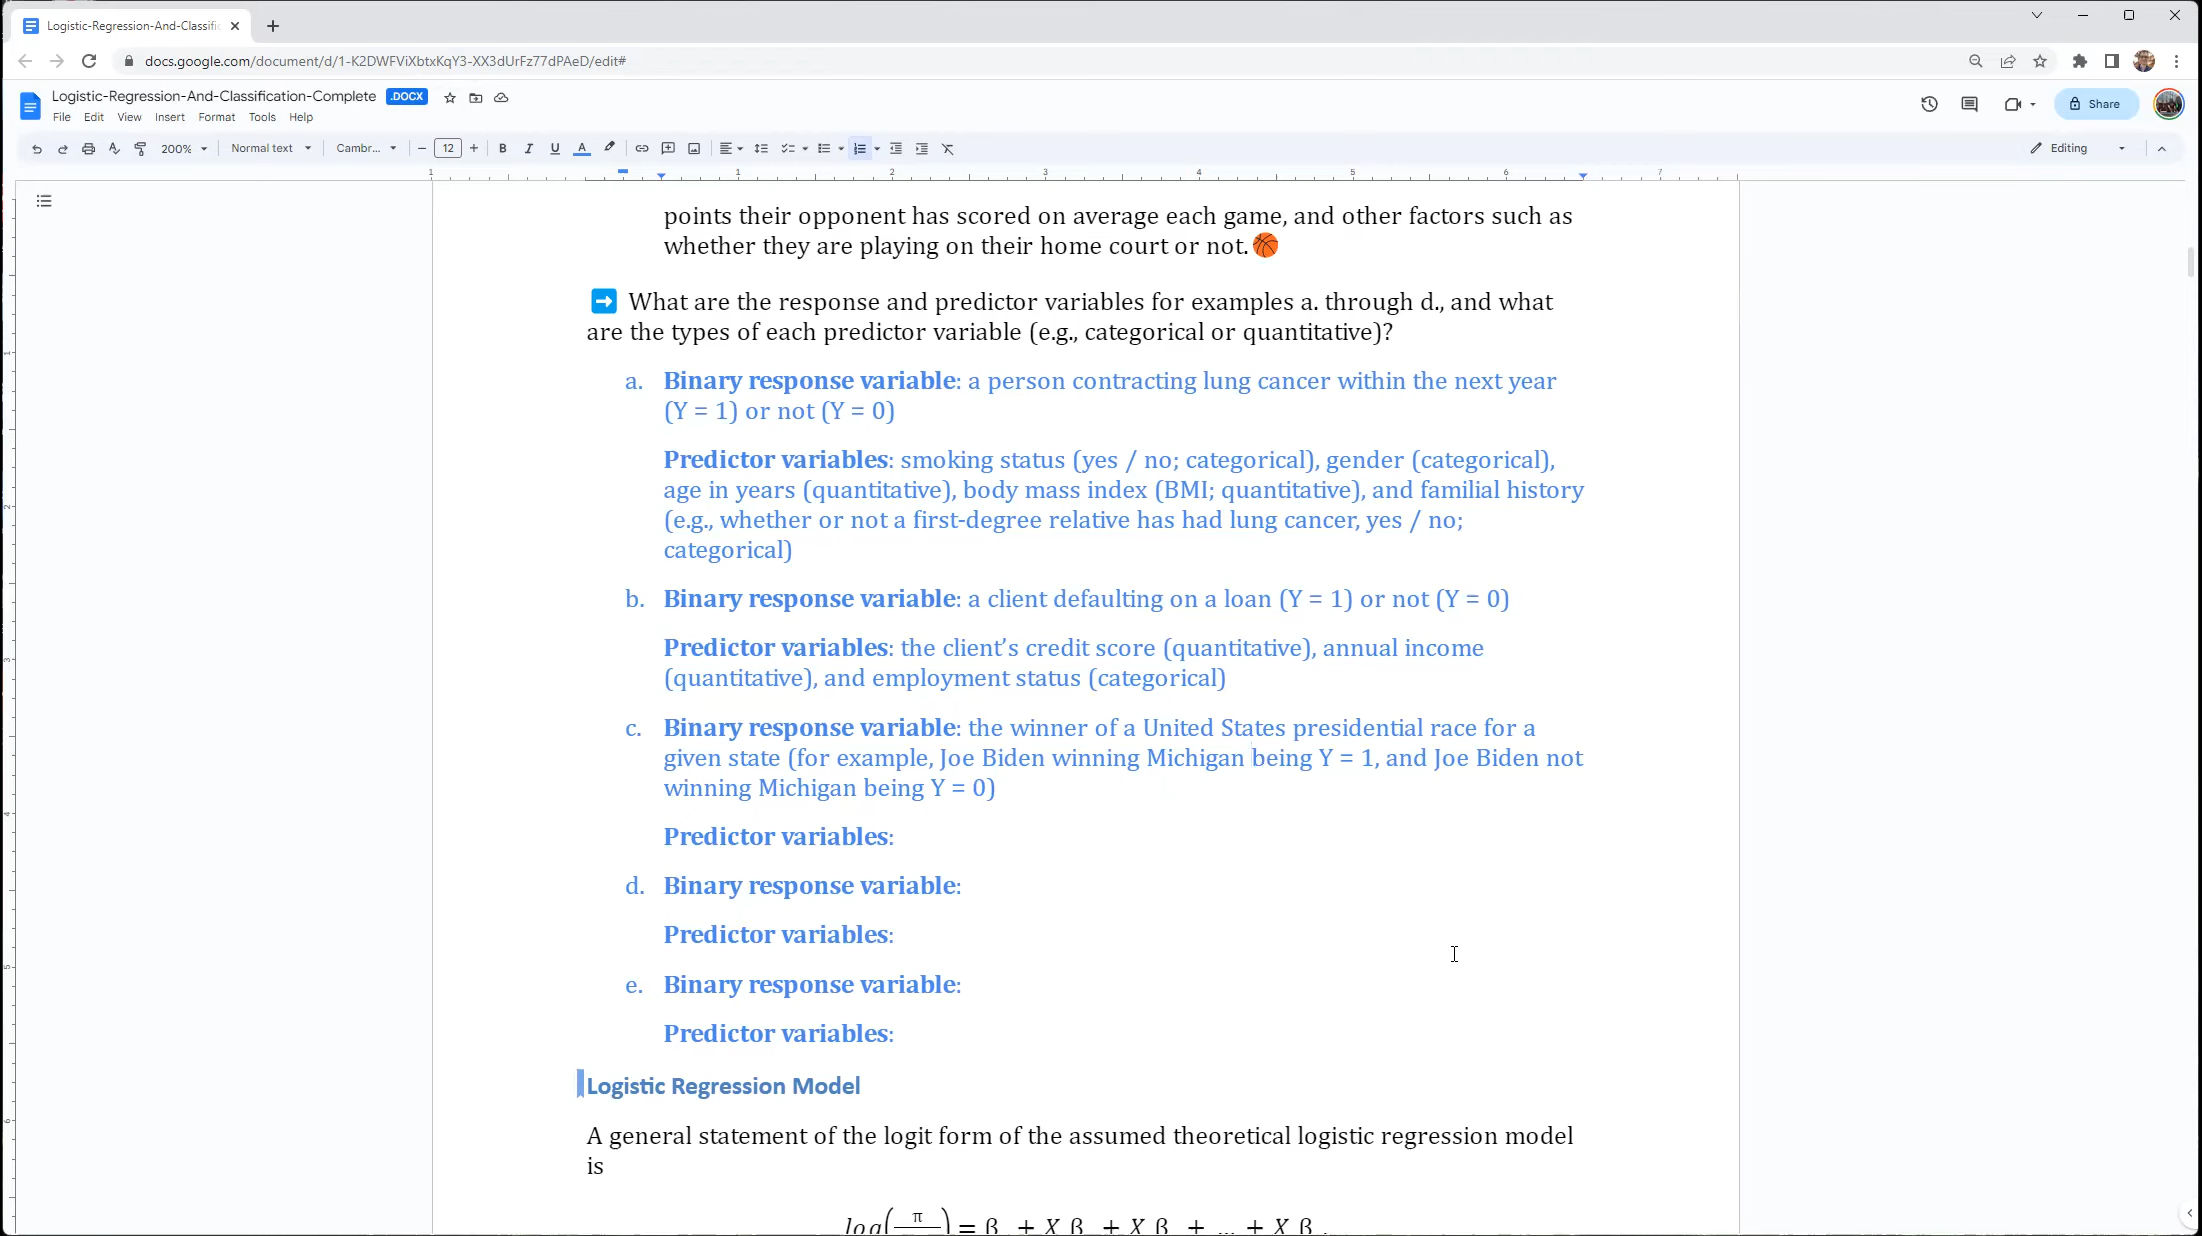 Logistic-Regression-And-Classific
docs.google.com/document/d/1-K2DWFViXbtxKqY3-XX3dUrFz77dPAeD/edit#
Logistic-Regression-And-Classification-Complete .DOCX
File Edit View Insert Format Tools Help
Share
200% Normal text Cambr... 12 B I U A Editing
1 1 2 3 4 5 6 7
points their opponent has scored on average each game, and other factors such as
whether they are playing on their home court or not.🏀
➡️ What are the response and predictor variables for examples a. through d., and what
are the types of each predictor variable (e.g., categorical or quantitative)?
a. Binary response variable: a person contracting lung cancer within the next year
(Y = 1) or not (Y = 0)
Predictor variables: smoking status (yes / no; categorical), gender (categorical),
age in years (quantitative), body mass index (BMI; quantitative), and familial history
(e.g., whether or not a first-degree relative has had lung cancer, yes / no;
categorical)
b. Binary response variable: a client defaulting on a loan (Y = 1) or not (Y = 0)
Predictor variables: the client’s credit score (quantitative), annual income
(quantitative), and employment status (categorical)
c. Binary response variable: the winner of a United States presidential race for a
given state (for example, Joe Biden winning Michigan being Y = 1, and Joe Biden not
winning Michigan being Y = 0)
Predictor variables:
d. Binary response variable:
Predictor variables:
e. Binary response variable:
Predictor variables:
Logistic Regression Model
A general statement of the logit form of the assumed theoretical logistic regression model
is
log(π) = β + X β + X β + ... + X β